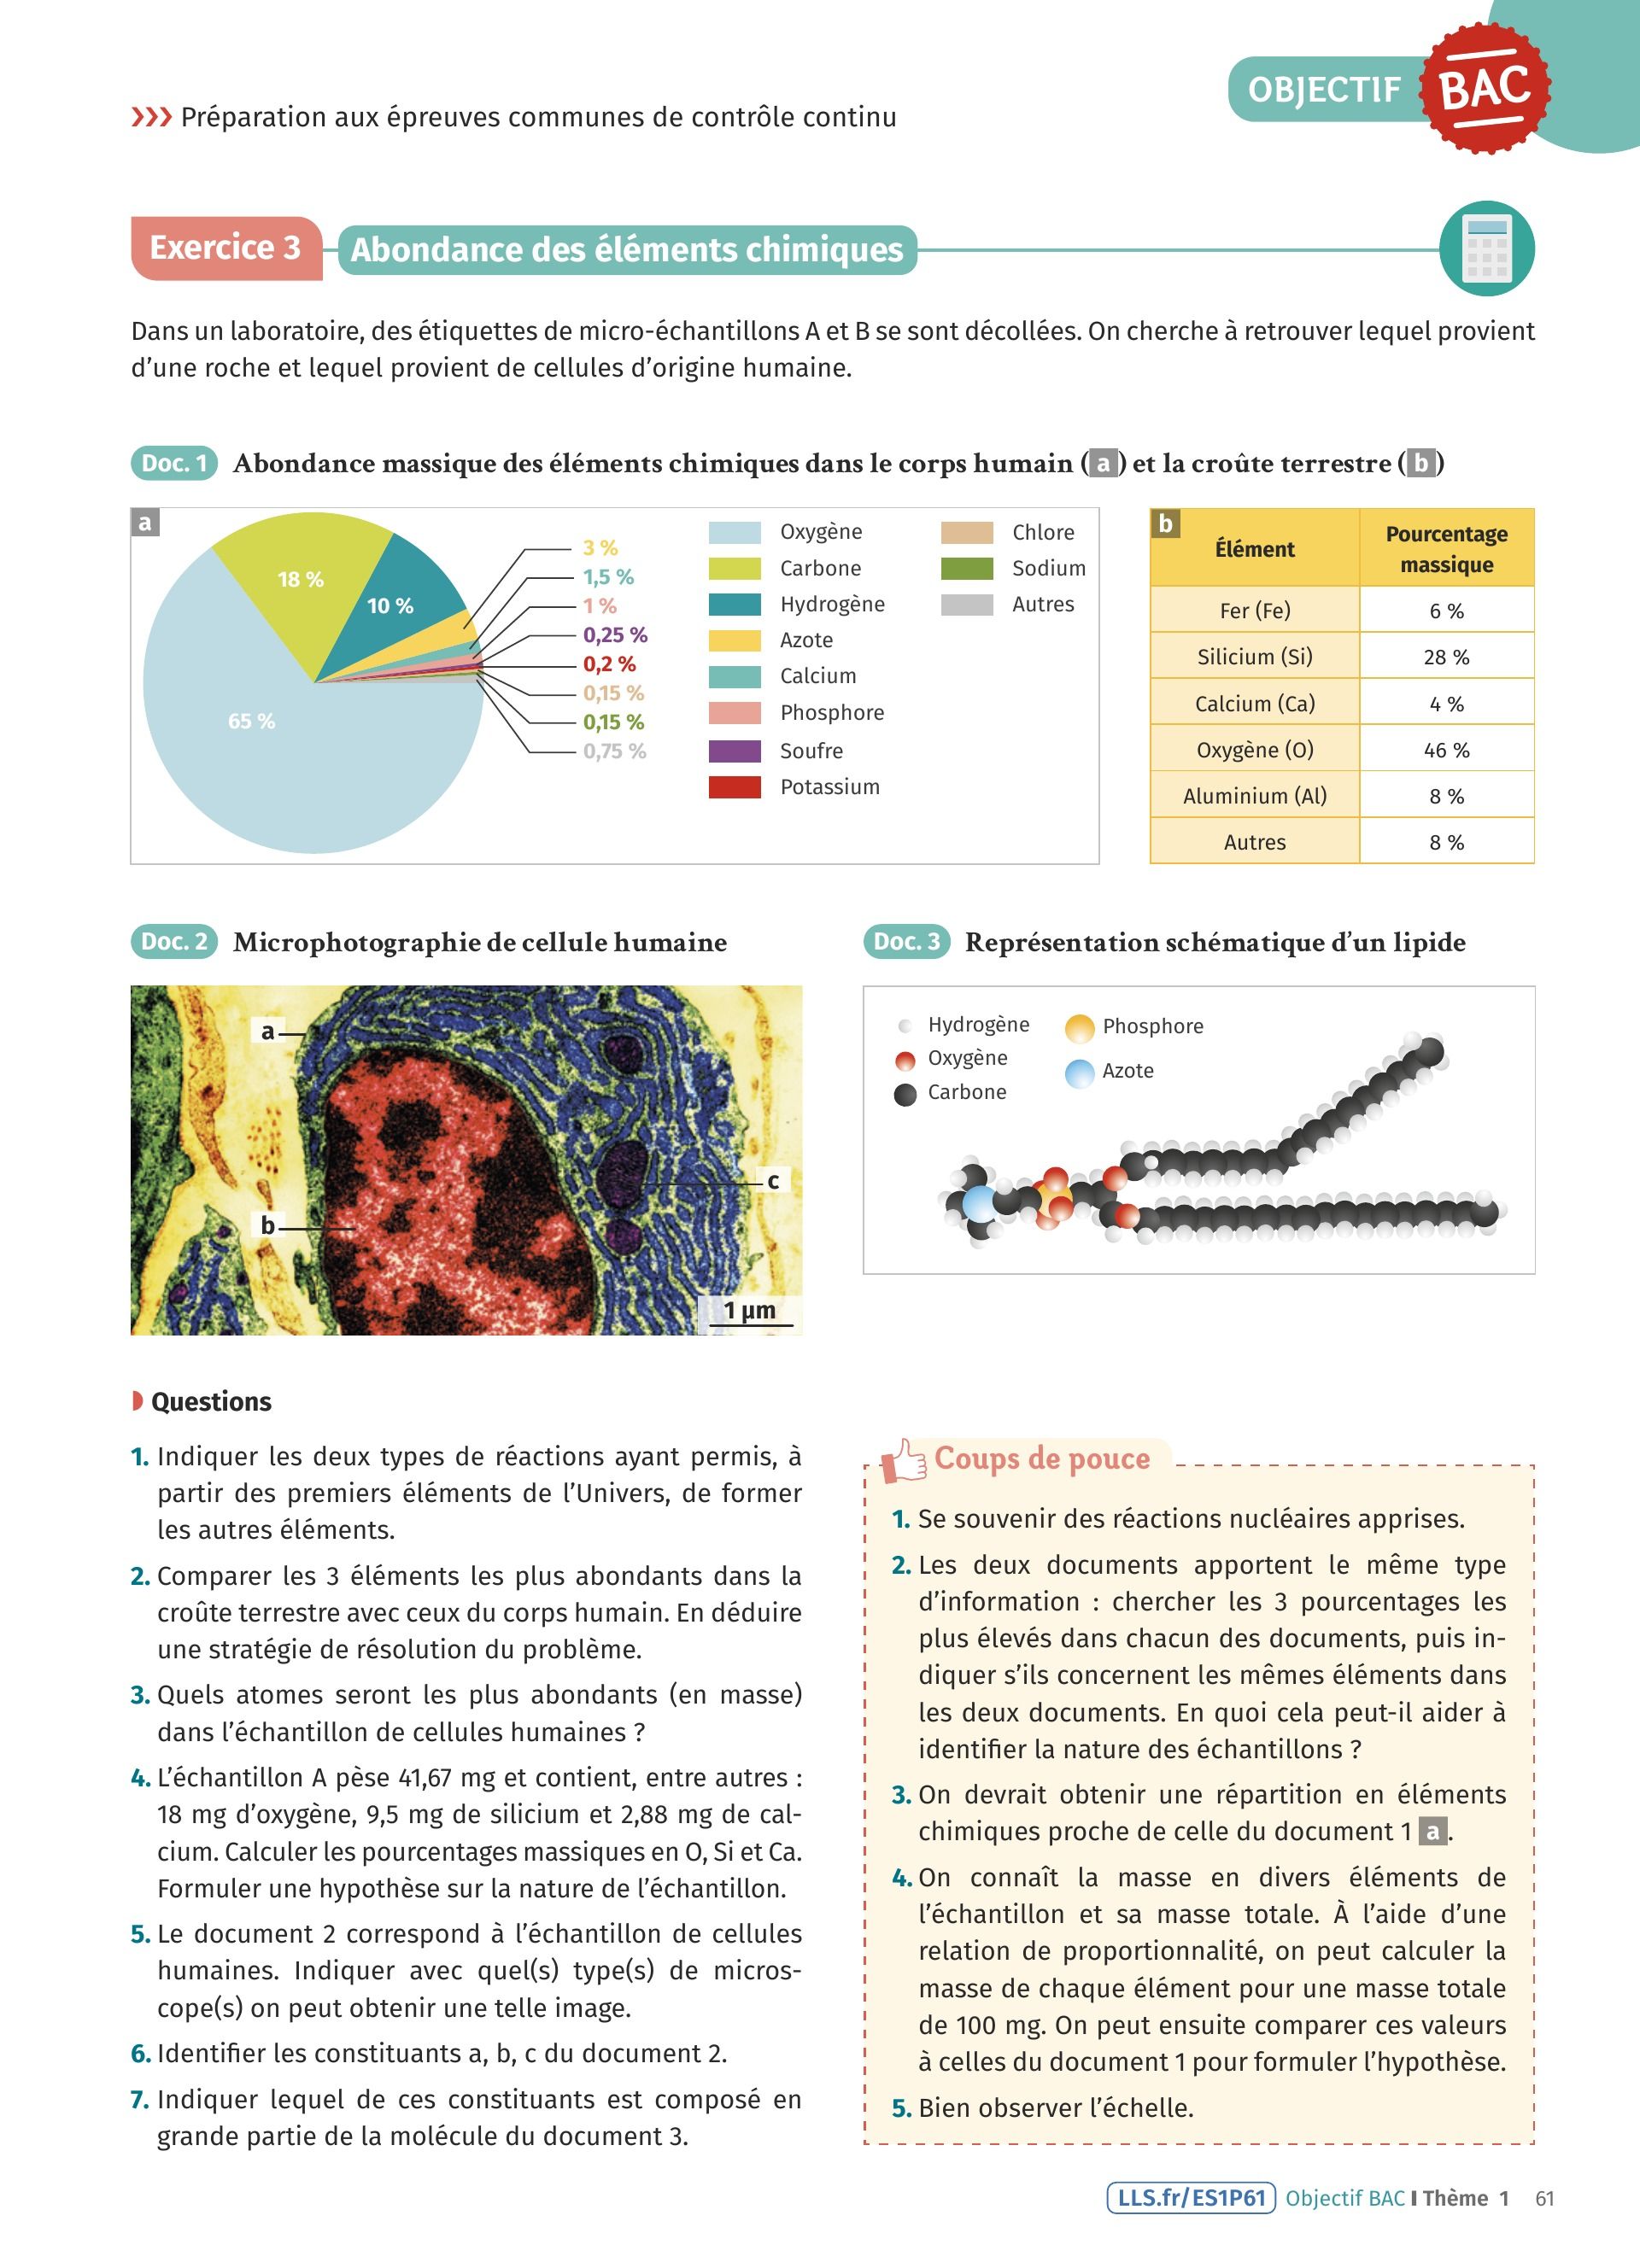 OBJECTIF BAC
››› Préparation aux épreuves communes de contrôle continu
Exercice 3 Abondance des éléments chimiques
Dans un laboratoire, des étiquettes de micro-échantillons A et B se sont décollées. On cherche à retrouver lequel provient
d’une roche et lequel provient de cellules d’origine humaine.
Doc. 1 Abondance massique des éléments chimiques dans le corps humain ( a ) et la croûte terrestre ( b )
a
18 %
10 %
65 %
3 %
1,5 %
1 %
0,25 %
0,2 %
0,15 %
0,15 %
0,75 %
Oxygène
Carbone
Hydrogène
Azote
Calcium
Phosphore
Soufre
Potassium
Chlore
Sodium
Autres
b
Élément Pourcentage
massique
Fer (Fe) 6 %
Silicium (Si) 28 %
Calcium (Ca) 4 %
Oxygène (O) 46 %
Aluminium (Al) 8 %
Autres 8 %
Doc. 2 Microphotographie de cellule humaine
a
b
c
1 µm
Doc. 3 Représentation schématique d’un lipide
Hydrogène
Oxygène
Carbone
Phosphore
Azote
Questions
1. Indiquer les deux types de réactions ayant permis, à
partir des premiers éléments de l’Univers, de former
les autres éléments.
2. Comparer les 3 éléments les plus abondants dans la
croûte terrestre avec ceux du corps humain. En déduire
une stratégie de résolution du problème.
3. Quels atomes seront les plus abondants (en masse)
dans l’échantillon de cellules humaines ?
4. L’échantillon A pèse 41,67 mg et contient, entre autres :
18 mg d’oxygène, 9,5 mg de silicium et 2,88 mg de cal-
cium. Calculer les pourcentages massiques en O, Si et Ca.
Formuler une hypothèse sur la nature de l’échantillon.
5. Le document 2 correspond à l’échantillon de cellules
humaines. Indiquer avec quel(s) type(s) de micros-
cope(s) on peut obtenir une telle image.
6. Identifier les constituants a, b, c du document 2.
7. Indiquer lequel de ces constituants est composé en
grande partie de la molécule du document 3.
Coups de pouce
1. Se souvenir des réactions nucléaires apprises.
2. Les deux documents apportent le même type
d’information : chercher les 3 pourcentages les
plus élevés dans chacun des documents, puis in-
diquer s’ils concernent les mêmes éléments dans
les deux documents. En quoi cela peut-il aider à
identifier la nature des échantillons ?
3. On devrait obtenir une répartition en éléments
chimiques proche de celle du document 1 a .
4. On connaît la masse en divers éléments de
l’échantillon et sa masse totale. À l’aide d’une
relation de proportionnalité, on peut calculer la
masse de chaque élément pour une masse totale
de 100 mg. On peut ensuite comparer ces valeurs
à celles du document 1 pour formuler l’hypothèse.
5. Bien observer l’échelle.
LLS.fr/ES1P61 Objectif BAC I Thème 1 61